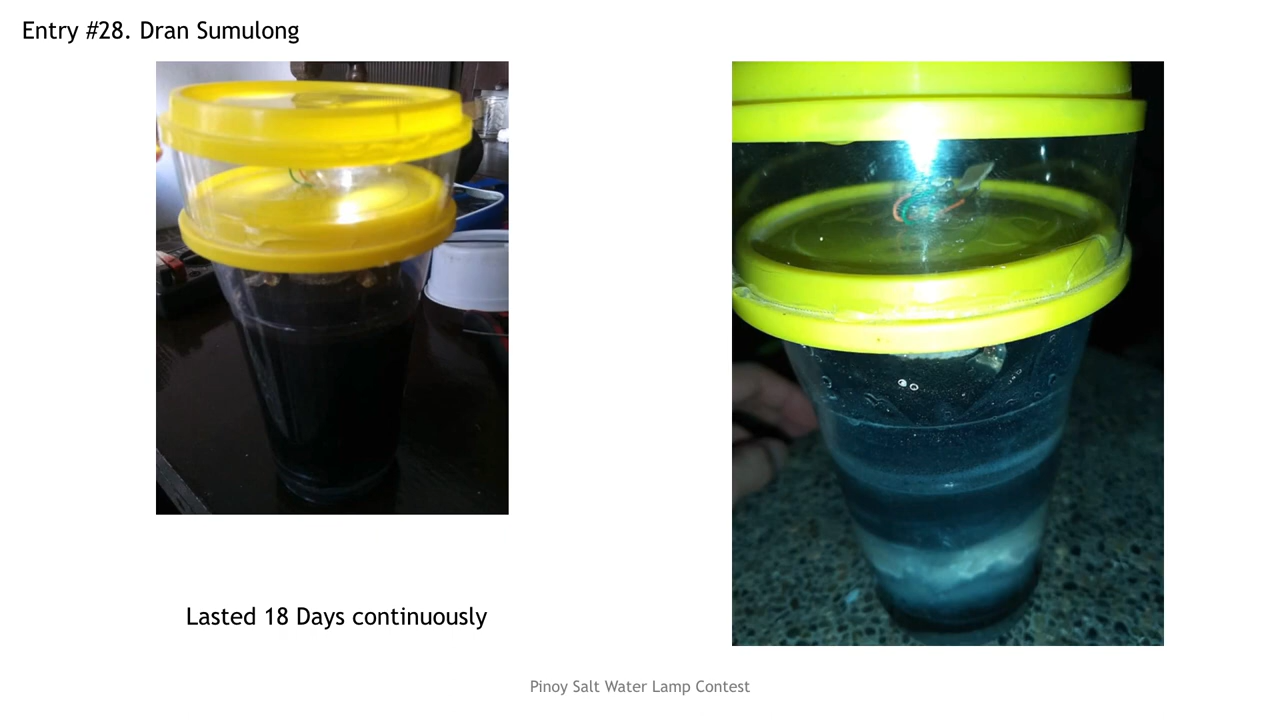 Entry #28. Dran Sumulong
Lasted 18 Days continuously
Pinoy Salt Water Lamp Contest